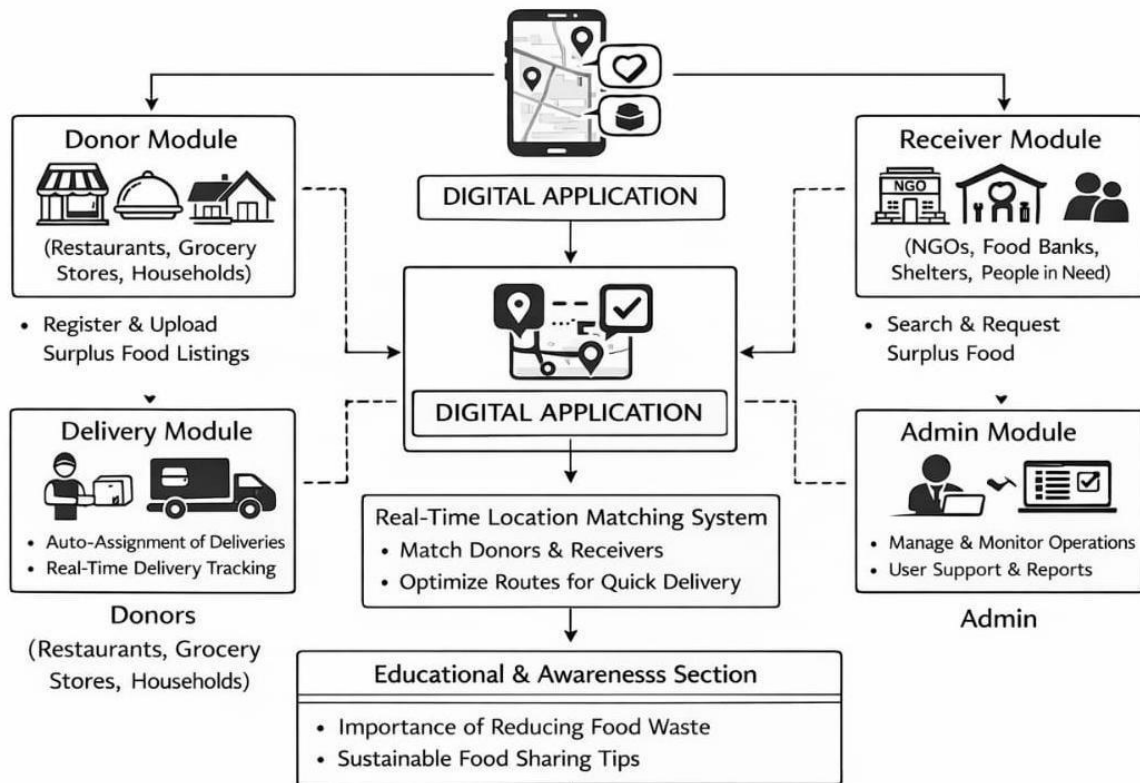 DIGITAL APPLICATION
Donor Module
(Restaurants, Grocery
Stores, Households)
• Register & Upload
Surplus Food Listings
Receiver Module
NGO
(NGOs, Food Banks,
Shelters, People in Need)
• Search & Request
Surplus Food
DIGITAL APPLICATION
Delivery Module
• Auto-Assignment of Deliveries
• Real-Time Delivery Tracking
Donors
(Restaurants, Grocery
Stores, Households)
Admin Module
• Manage & Monitor Operations
• User Support & Reports
Admin
Real-Time Location Matching System
• Match Donors & Receivers
• Optimize Routes for Quick Delivery
Educational & Awarenesss Section
• Importance of Reducing Food Waste
• Sustainable Food Sharing Tips